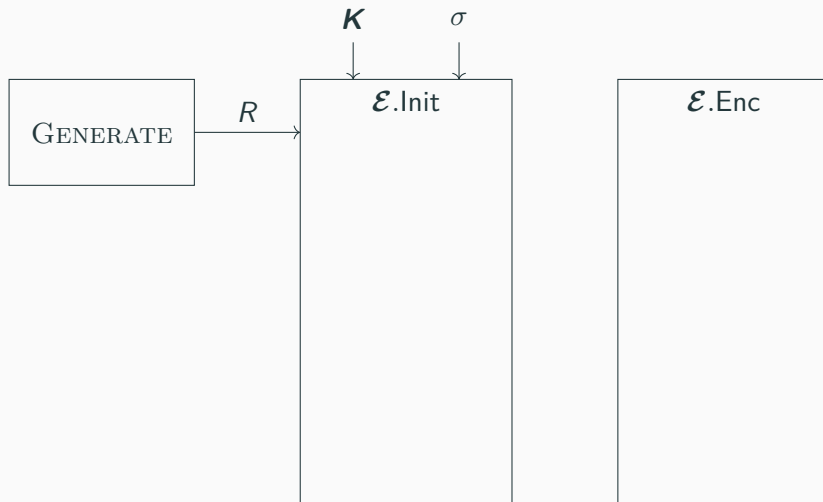 K
σ
GENERATE
R
ℰ.Init
ℰ.Enc